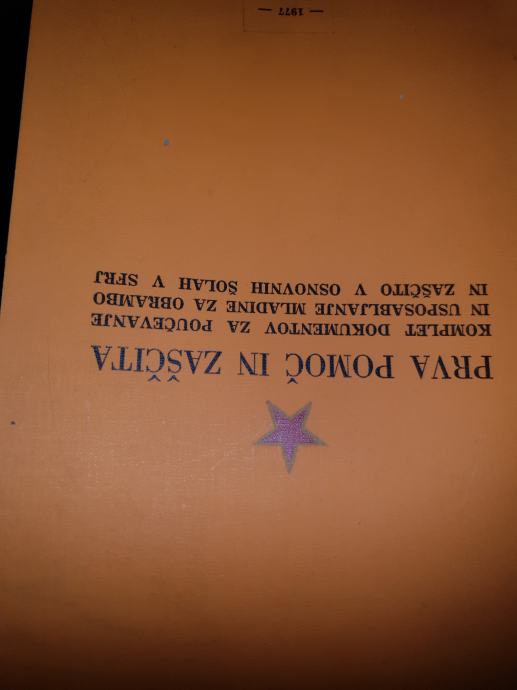 PRVA POMOČ IN ZAŠČITA
KOMPLET DOKUMENTOV ZA POUČEVANJE
IN USPOSABLJANJE MLADINE ZA OBRAMBO
IN ZAŠČITO V OSNOVNIH ŠOLAH V SFRJ
— 1977 —